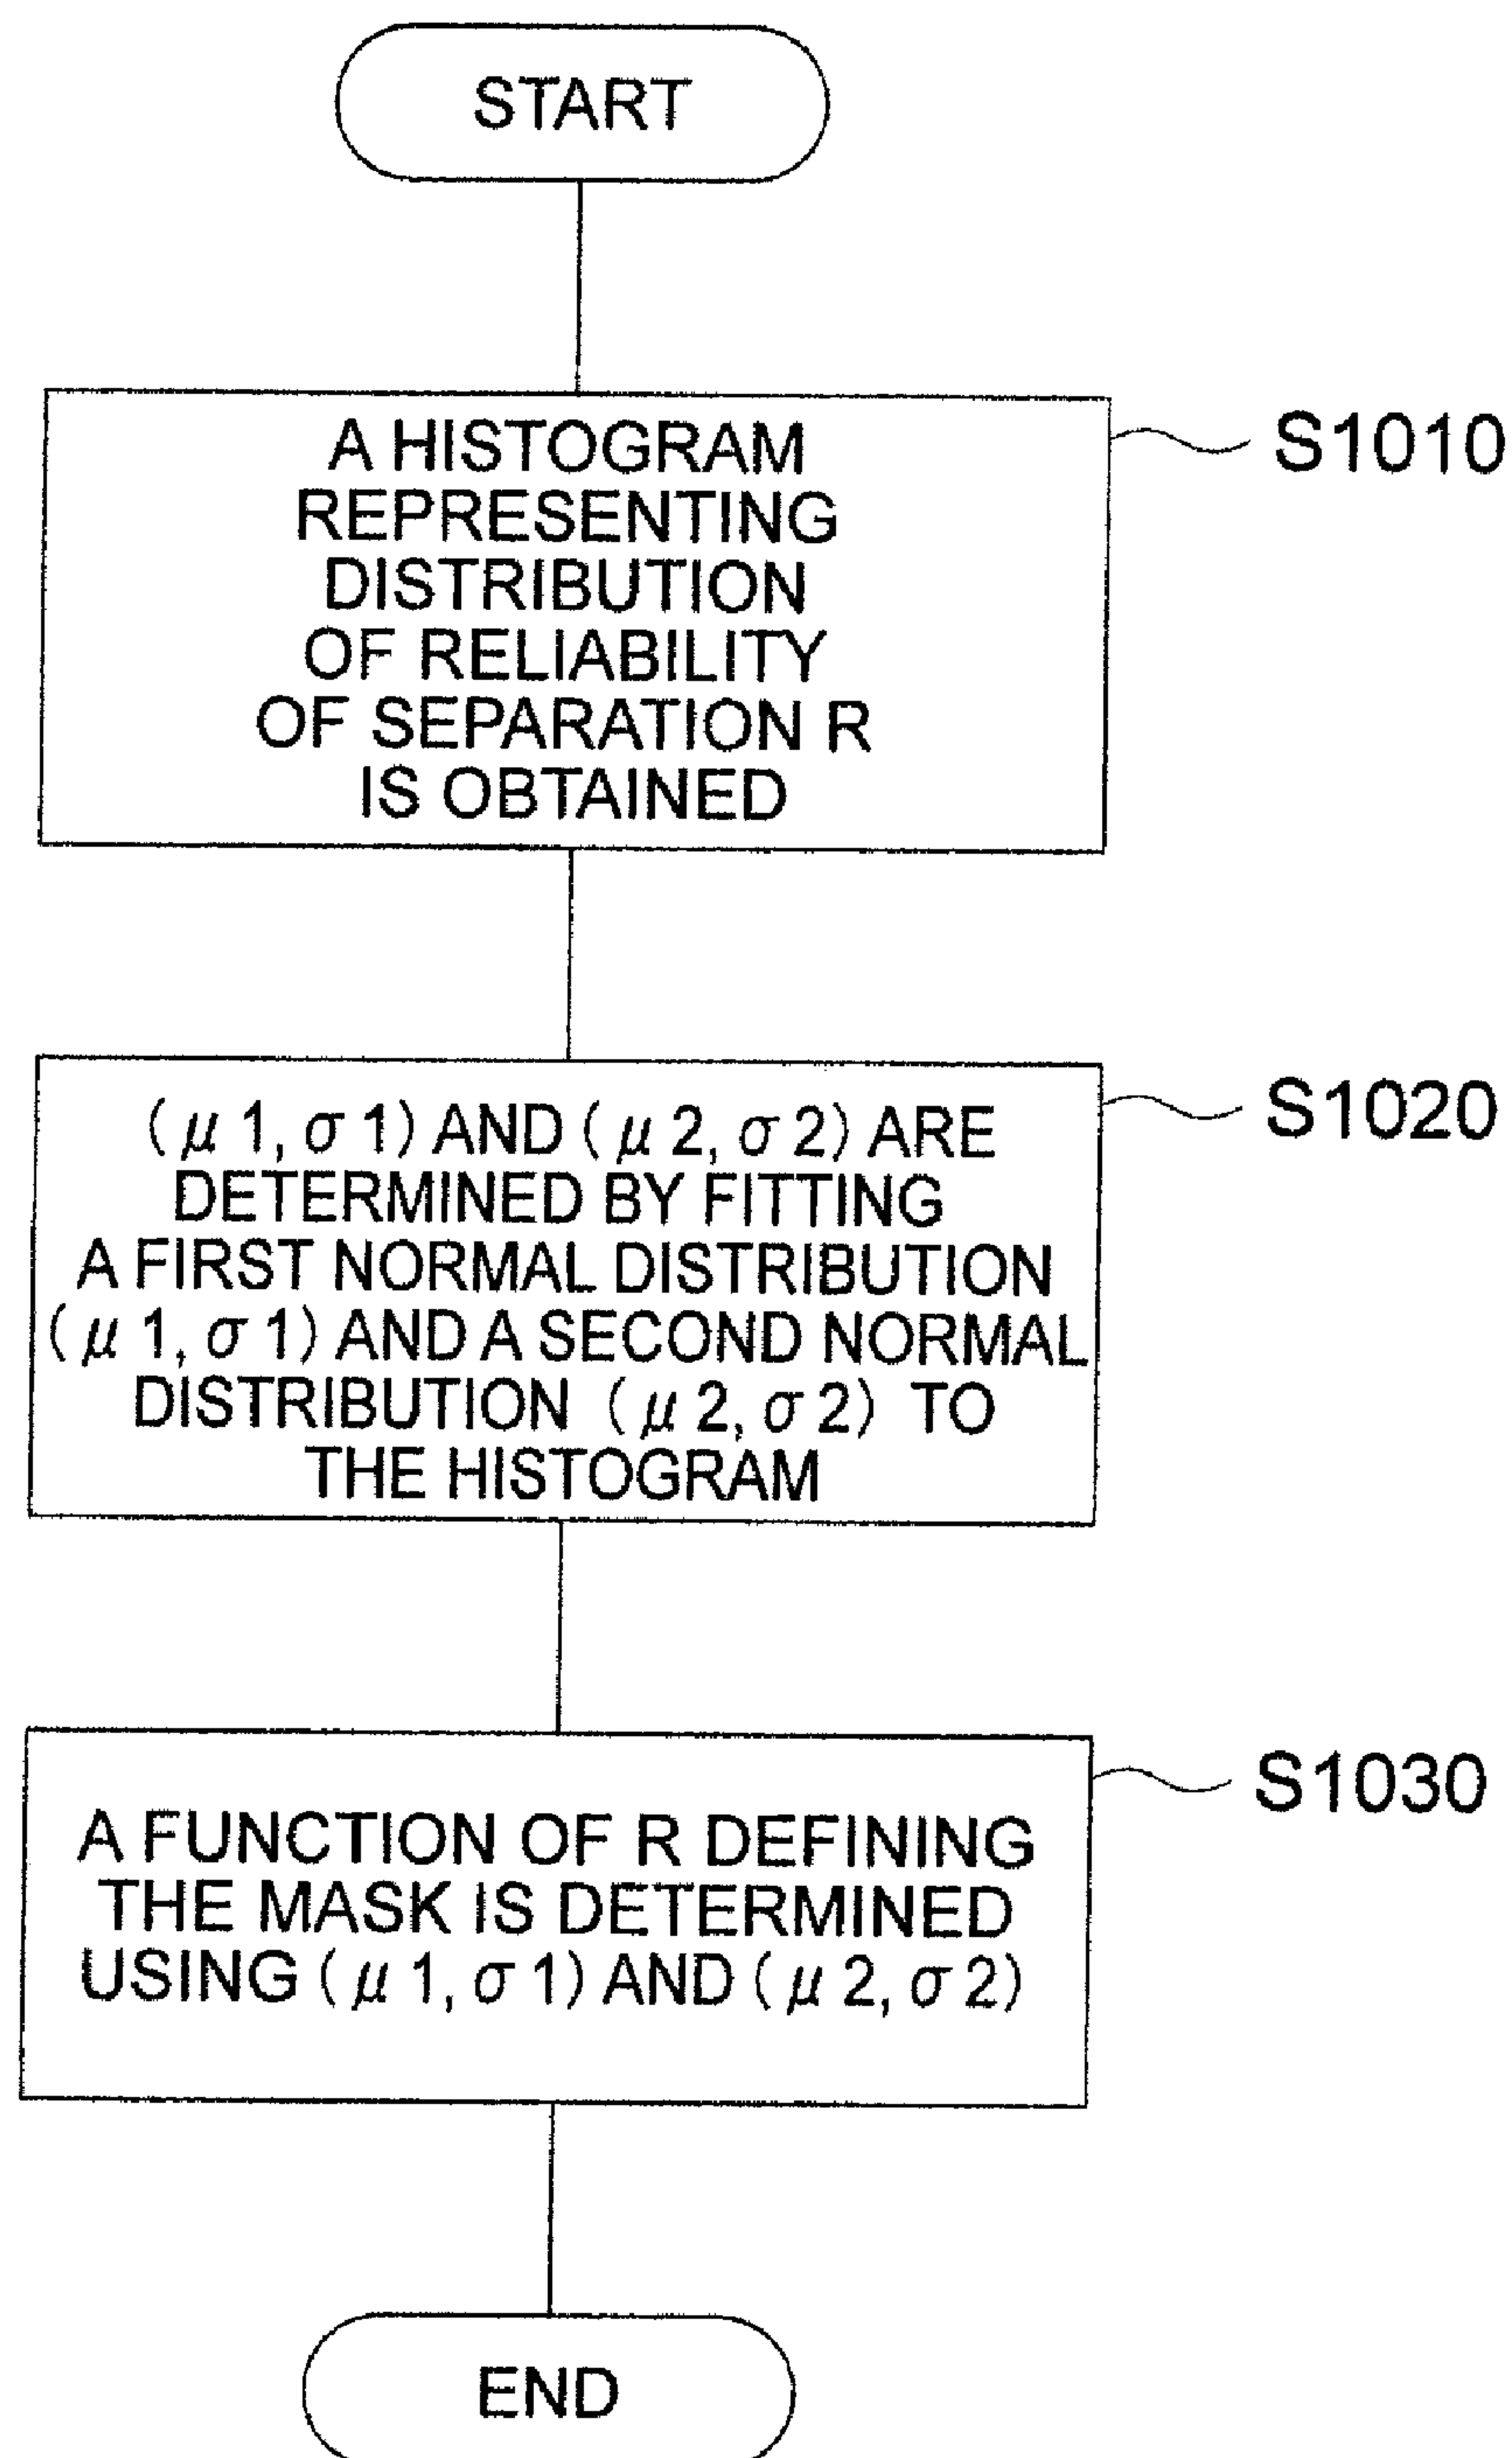 START
A HISTOGRAM
REPRESENTING
DISTRIBUTION
OF RELIABILITY
OF SEPARATION R
IS OBTAINED
S1010
(μ1, σ1) AND (μ2, σ2) ARE
DETERMINED BY FITTING
A FIRST NORMAL DISTRIBUTION
(μ1, σ1) AND A SECOND NORMAL
DISTRIBUTION (μ2, σ2) TO
THE HISTOGRAM
S1020
A FUNCTION OF R DEFINING
THE MASK IS DETERMINED
USING (μ1, σ1) AND (μ2, σ2)
S1030
END